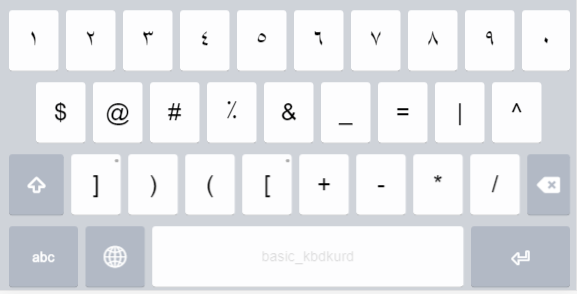 ١ ٢ ٣ ٤ ٥ ٦ ٧ ٨ ٩ ٠
$ @ # ٪ & _ = | ^
] ) ( [ + - * /
abc basic_kbdkurd